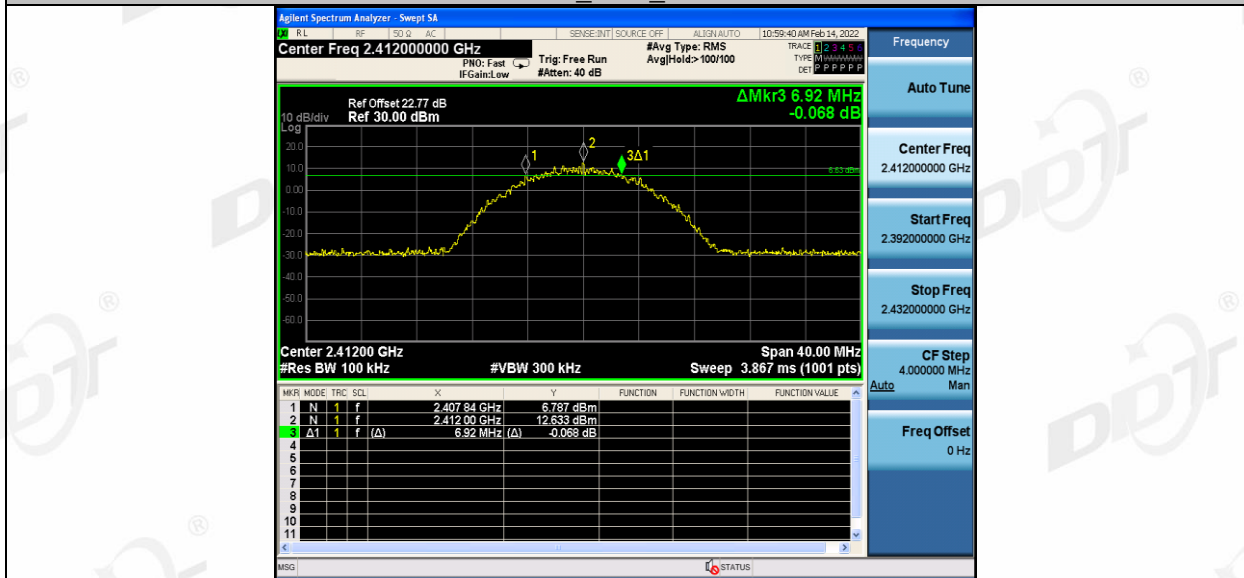 Agilent Spectrum Analyzer - Swept SA
RL RF 50 Ω AC SENSE:INT SOURCE OFF ALIGN AUTO 10:59:40 AM Feb 14, 2022
Center Freq 2.412000000 GHz
PNO: Fast
IFGain:Low
Trig: Free Run
#Atten: 40 dB
#Avg Type: RMS
Avg|Hold:>100/100
TRACE 1 2 3 4 5 6
TYPE M
DET P P P P P P
Frequency
Auto Tune
ΔMkr3 6.92 MHz
-0.068 dB
Ref Offset 22.77 dB
10 dB/div Ref 30.00 dBm
Log
20.0
10.0
0.00
-10.0
-20.0
-30.0
-40.0
-50.0
-60.0
1
2
3Δ1
6.63 dBm
Center 2.41200 GHz Span 40.00 MHz
#Res BW 100 kHz #VBW 300 kHz Sweep 3.867 ms (1001 pts)
Center Freq
2.412000000 GHz
Start Freq
2.392000000 GHz
Stop Freq
2.432000000 GHz
CF Step
4.000000 MHz
Auto Man
Freq Offset
0 Hz
MKR MODE TRC SCL X Y FUNCTION FUNCTION WIDTH FUNCTION VALUE
1 N 1 f 2.407 84 GHz 6.787 dBm
2 N 1 f 2.412 00 GHz 12.633 dBm
3 Δ1 1 f (Δ) 6.92 MHz (Δ) -0.068 dB
4
5
6
7
8
9
10
11
MSG STATUS
DDT
®